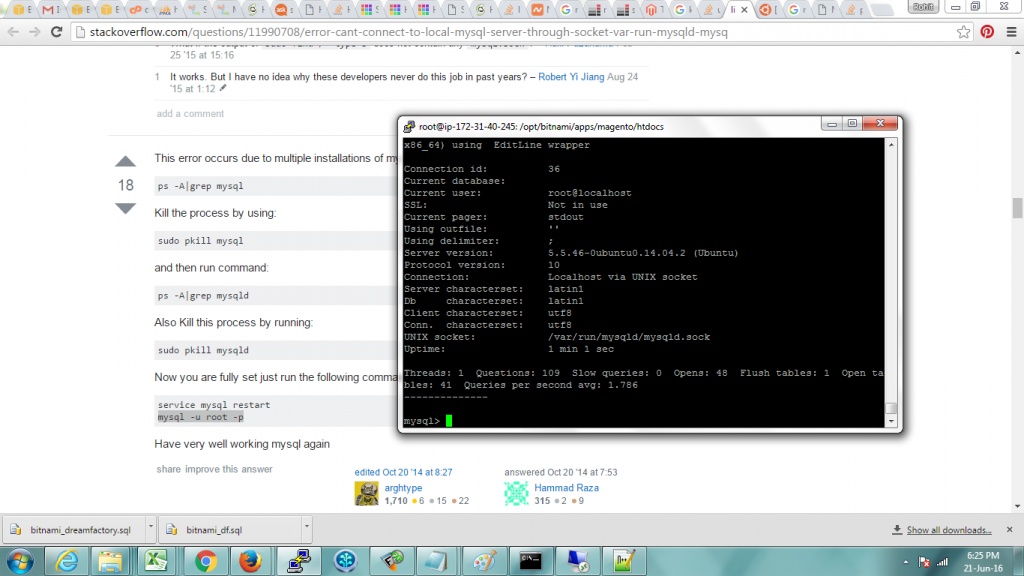 Rohit
stackoverflow.com/questions/11990708/error-cant-connect-to-local-mysql-server-through-socket-var-run-mysqld-mysq
25 '15 at 15:16
1 It works. But I have no idea why these developers never do this job in past years? – Robert Yi Jiang Aug 24
'15 at 1:12
add a comment
This error occurs due to multiple installations of my
18
ps -A|grep mysql
Kill the process by using:
sudo pkill mysql
and then run command:
ps -A|grep mysqld
Also Kill this process by running:
sudo pkill mysqld
Now you are fully set just run the following comma
service mysql restart
mysql -u root -p
Have very well working mysql again
share improve this answer
edited Oct 20 '14 at 8:27
arghtype
1,710 6 15 22
answered Oct 20 '14 at 7:53
Hammad Raza
315 2 9
root@ip-172-31-40-245: /opt/bitnami/apps/magento/htdocs
x86_64) using  EditLine wrapper
Connection id: 36
Current database:
Current user: root@localhost
SSL: Not in use
Current pager: stdout
Using outfile: ''
Using delimiter: ;
Server version: 5.5.46-0ubuntu0.14.04.2 (Ubuntu)
Protocol version: 10
Connection: Localhost via UNIX socket
Server characterset: latin1
Db characterset: latin1
Client characterset: utf8
Conn. characterset: utf8
UNIX socket: /var/run/mysqld/mysqld.sock
Uptime: 1 min 1 sec
Threads: 1  Questions: 109  Slow queries: 0  Opens: 48  Flush tables: 1  Open ta
bles: 41  Queries per second avg: 1.786
--------------
mysql>
bitnami_dreamfactory.sql
bitnami_df.sql
Show all downloads...
6:25 PM
21-Jun-16